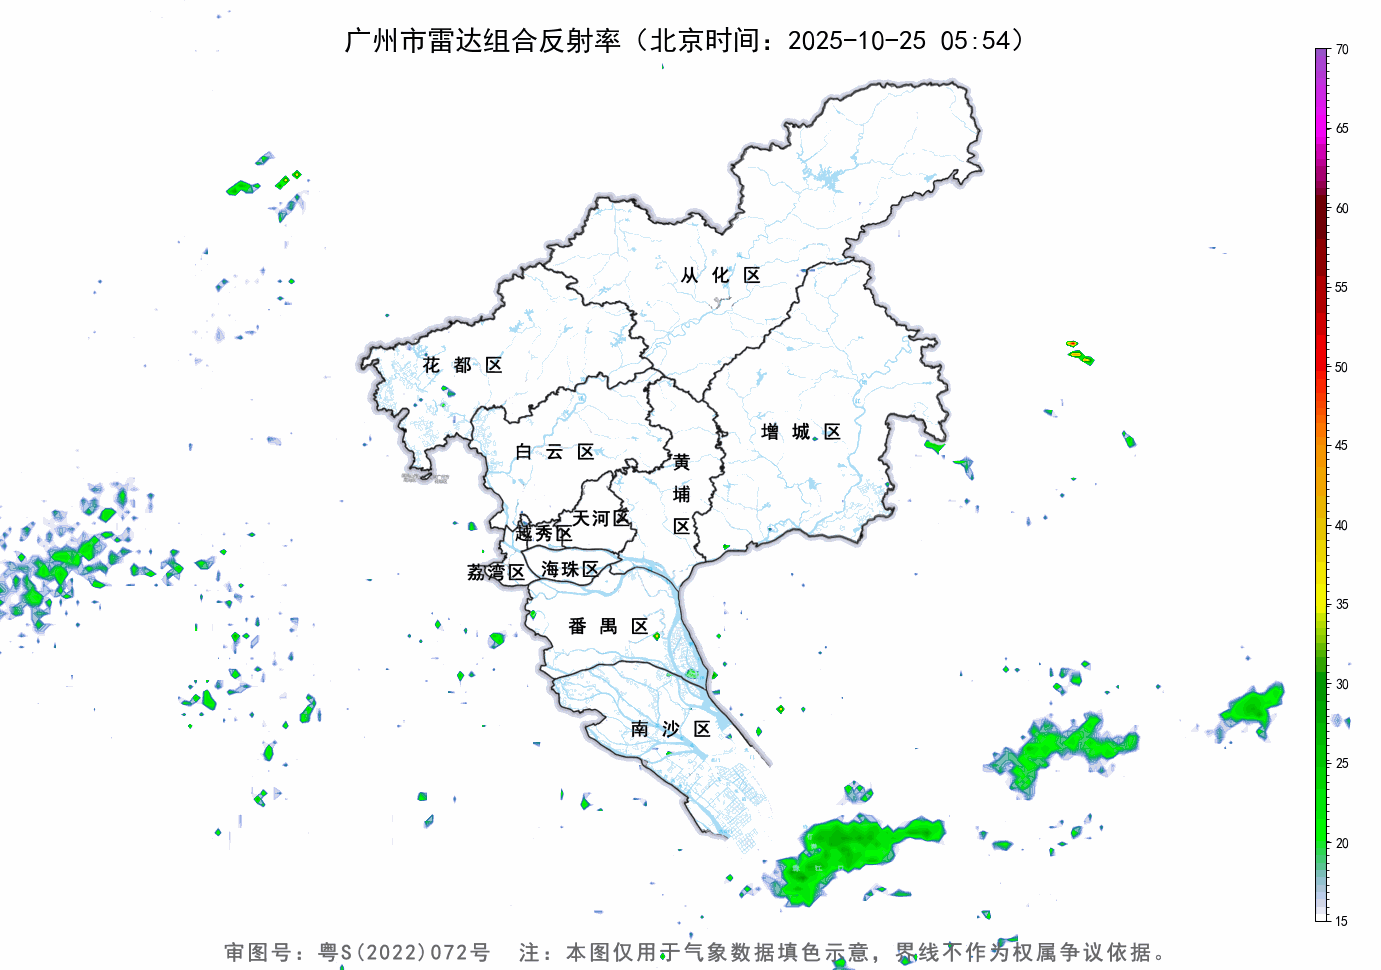 广州市雷达组合反射率（北京时间：2025-10-25 05:54）
70
65
60
55
50
45
40
35
30
25
20
15
从化区
花都区
增城区
白云区
黄埔区
天河区
越秀区
荔湾区
海珠区
番禺区
南沙区
审图号：粤S(2022)072号 注：本图仅用于气象数据填色示意，界线不作为权属争议依据。